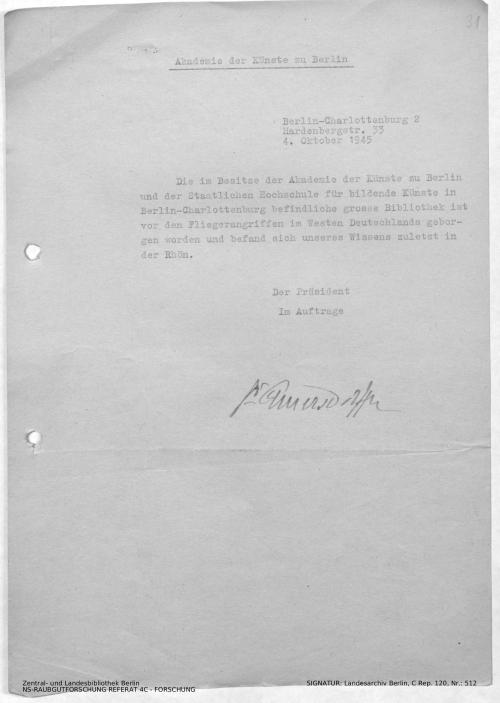 31
Akademie der Künste zu Berlin
Berlin-Charlottenburg 2
Hardenbergstr. 33
4. Oktober 1945
Die im Besitze der Akademie der Künste zu Berlin
und der Staatlichen Hochschule für bildende Künste in
Berlin-Charlottenburg befindliche grosse Bibliothek ist
vor den Fliegerangriffen im Westen Deutschlands gebor-
gen worden und befand sich unseres Wissens zuletzt in
der Rhön.
Der Präsident
Im Auftrage
Zentral- und Landesbibliothek Berlin
NS-RAUBGUTFORSCHUNG REFERAT 4C - FORSCHUNG
SIGNATUR: Landesarchiv Berlin, C Rep. 120, Nr.: 512